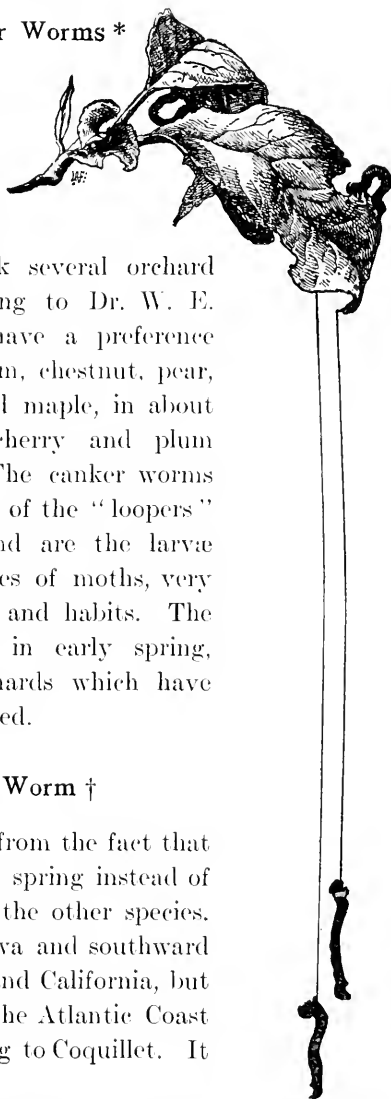 r Worms *
k several orchard
ng to Dr. W. E.
have a preference
m, chestnut, pear,
d maple, in about
herry and plum
The canker worms
of the "loopers"
nd are the larvæ
es of moths, very
and habits. The
in early spring,
hards which have
ed.
Worm †
from the fact that
spring instead of
the other species.
va and southward
and California, but
he Atlantic Coast
g to Coquillet. It